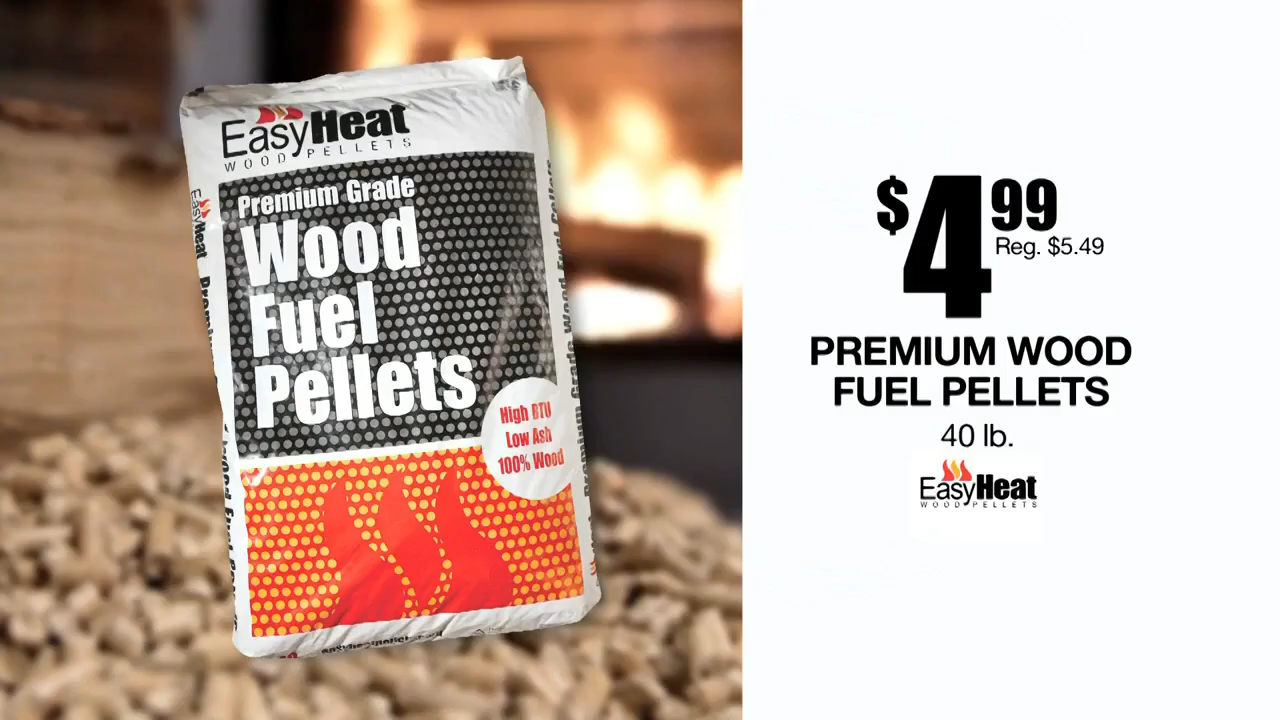 EasyHeat
WOOD PELLETS
Premium Grade
Wood
Fuel
Pellets
High BTU
Low Ash
100% Wood
EasyHeat
$4.99
Reg. $5.49
PREMIUM WOOD
FUEL PELLETS
40 lb.
EasyHeat
WOOD PELLETS